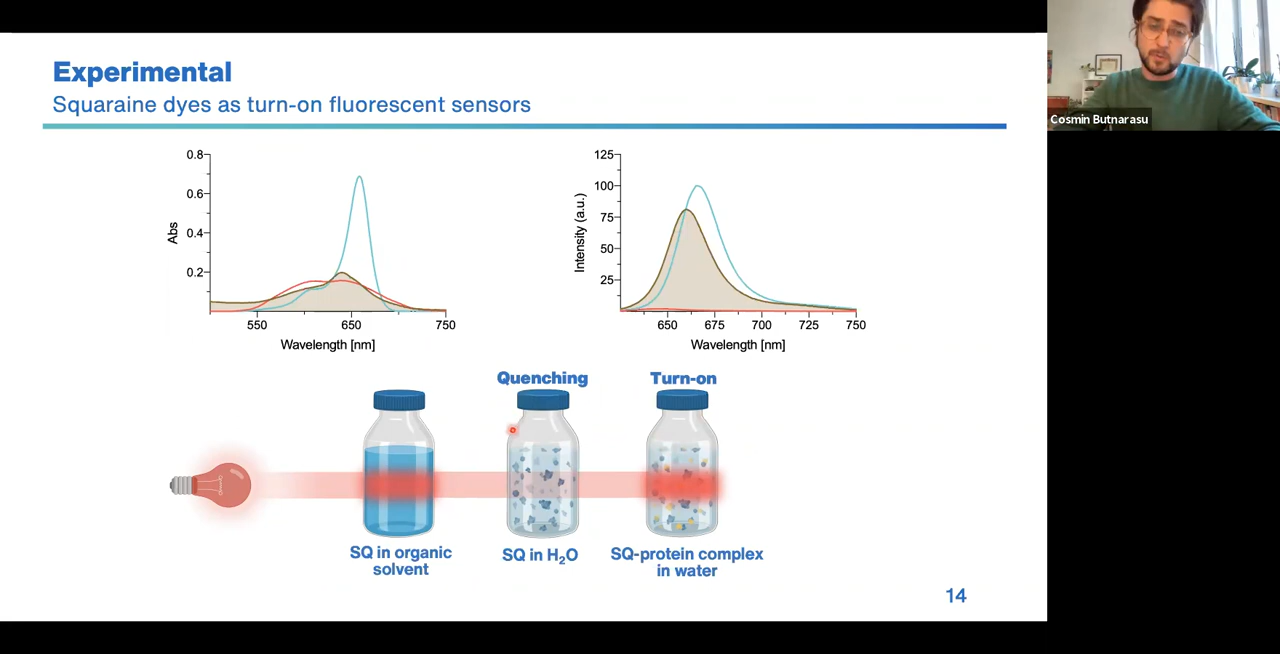 Experimental
Squaraine dyes as turn-on fluorescent sensors
Cosmin Butnarasu
0.8
0.6
0.4
0.2
Abs
550
650
750
Wavelength [nm]
125
100
75
50
25
Intensity (a.u.)
650
675
700
725
750
Wavelength [nm]
Quenching
Turn-on
SQ in organic
solvent
SQ in H₂O
SQ-protein complex
in water
14